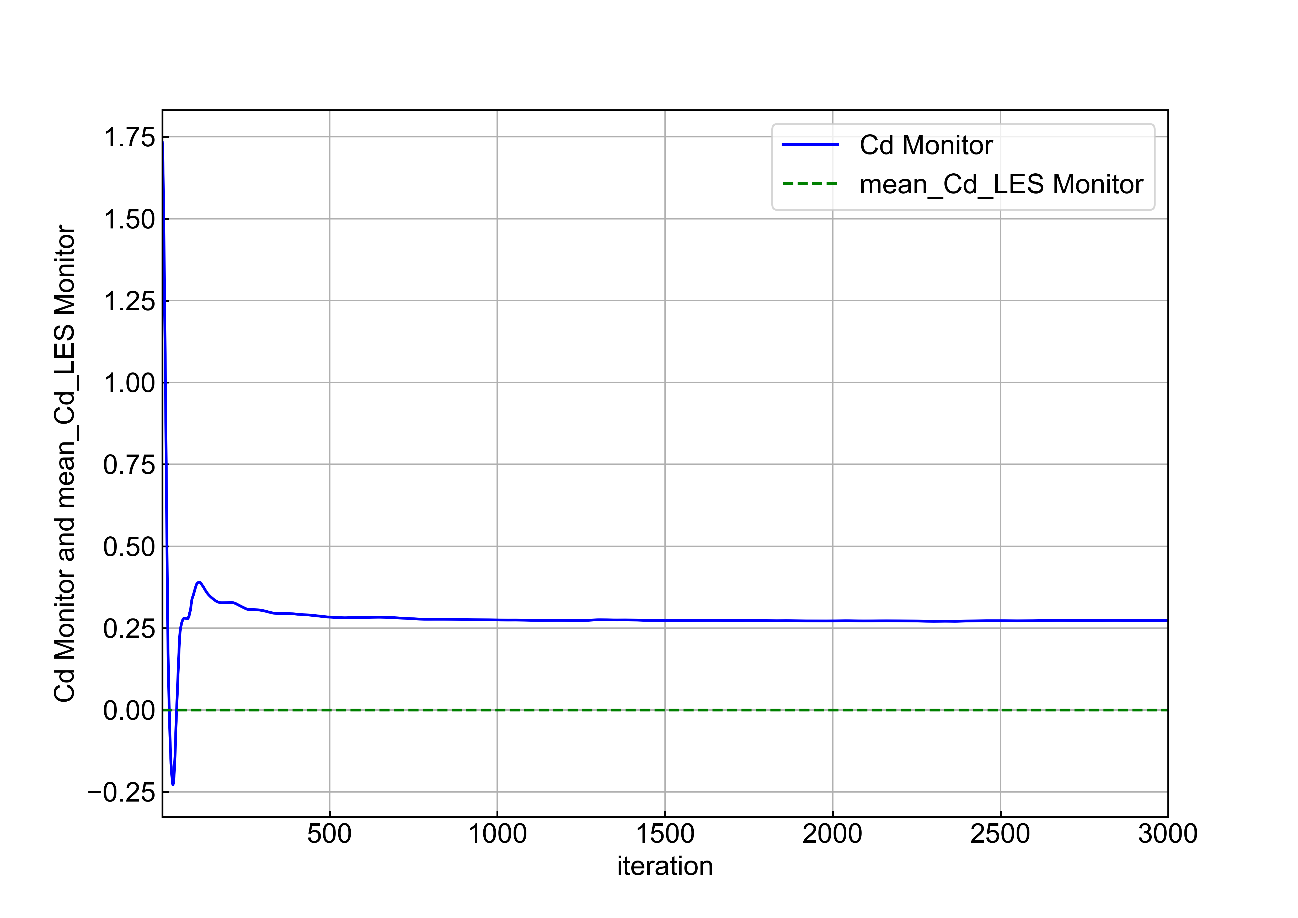 Cd Monitor
mean_Cd_LES Monitor
1.75
1.50
1.25
1.00
0.75
0.50
0.25
0.00
−0.25
Cd Monitor and mean_Cd_LES Monitor
500 1000 1500 2000 2500 3000
iteration